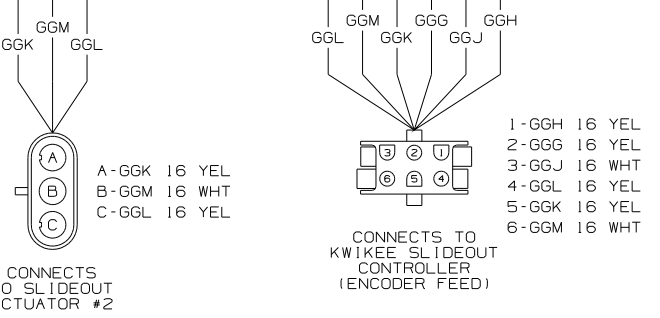 GGM
GGK
GGL
A
B
C
A-GGK 16 YEL
B-GGM 16 WHT
C-GGL 16 YEL
CONNECTS
O SLIDEOUT
CTUATOR #2
GGM
GGG
GGH
GGL
GGK
GGJ
3 2 1
6 5 4
1-GGH 16 YEL
2-GGG 16 YEL
3-GGJ 16 WHT
4-GGL 16 YEL
5-GGK 16 YEL
6-GGM 16 WHT
CONNECTS TO
KWIKEE SLIDEOUT
CONTROLLER
(ENCODER FEED)